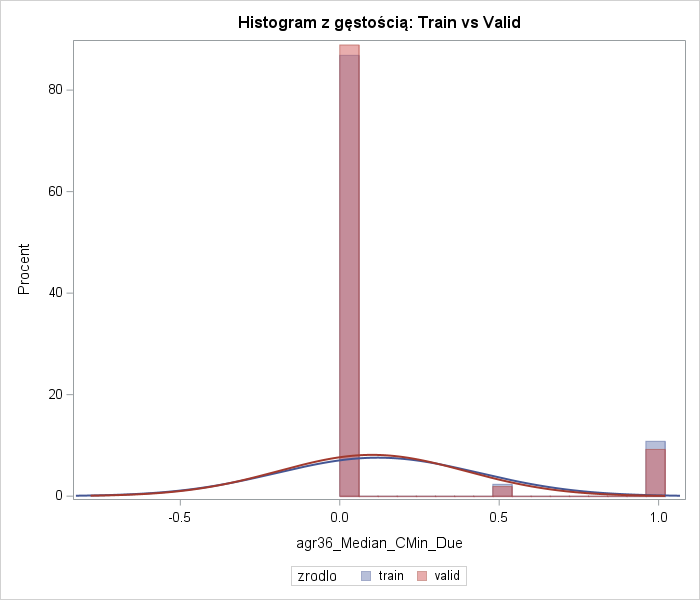 Histogram z gęstością: Train vs Valid
Procent
80
60
40
20
0
-0.5
0.0
0.5
1.0
agr36_Median_CMin_Due
zrodlo train valid